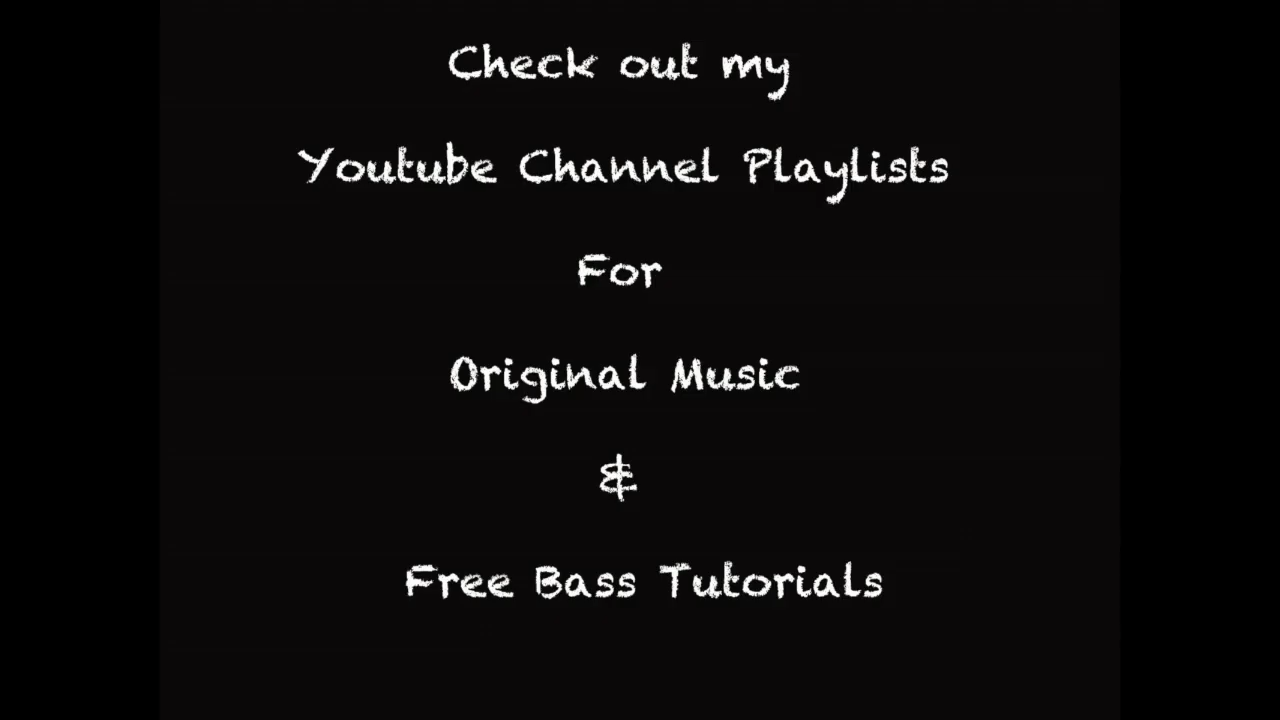 Check out my
Youtube Channel Playlists
For
Original Music
&
Free Bass Tutorials